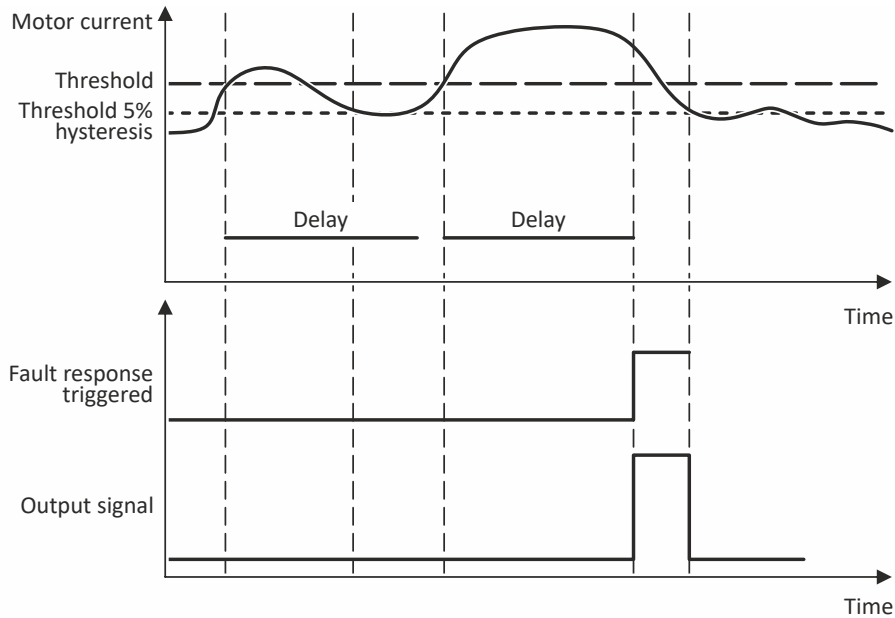 Motor current
Threshold
Threshold 5%
hysteresis
Delay
Delay
Time
Fault response
triggered
Output signal
Time